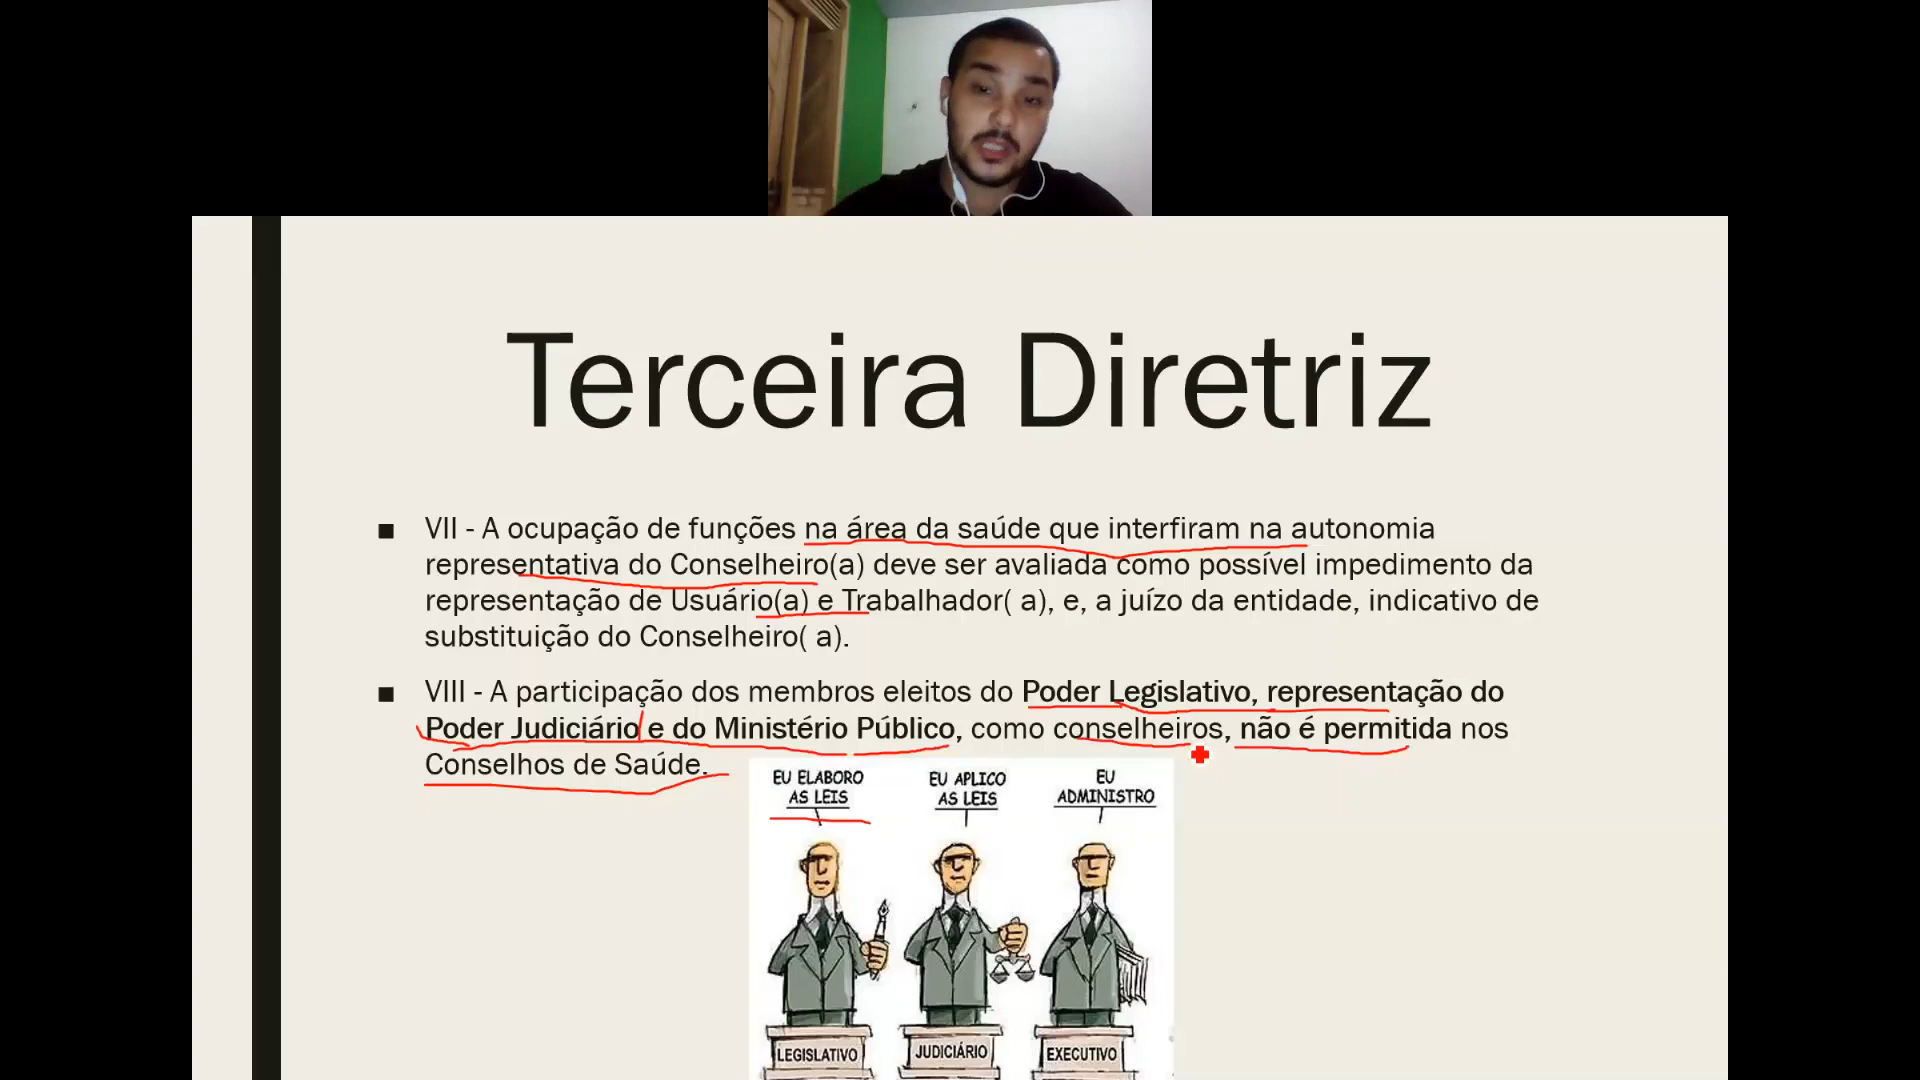 Terceira Diretriz
■ VII - A ocupação de funções na área da saúde que interfiram na autonomia
representativa do Conselheiro(a) deve ser avaliada como possível impedimento da
representação de Usuário(a) e Trabalhador( a), e, a juízo da entidade, indicativo de
substituição do Conselheiro( a).
■ VIII - A participação dos membros eleitos do Poder Legislativo, representação do
Poder Judiciário e do Ministério Público, como conselheiros, não é permitida nos
Conselhos de Saúde.
EU ELABORO
AS LEIS
EU APLICO
AS LEIS
EU
ADMINISTRO
LEGISLATIVO
JUDICIÁRIO
EXECUTIVO